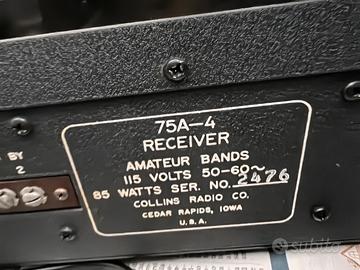 75A-4
RECEIVER
AMATEUR BANDS
115 VOLTS 50-60~
85 WATTS SER. NO. 2476
COLLINS RADIO CO.
CEDAR RAPIDS, IOWA
U.S.A.
BY
2
subito